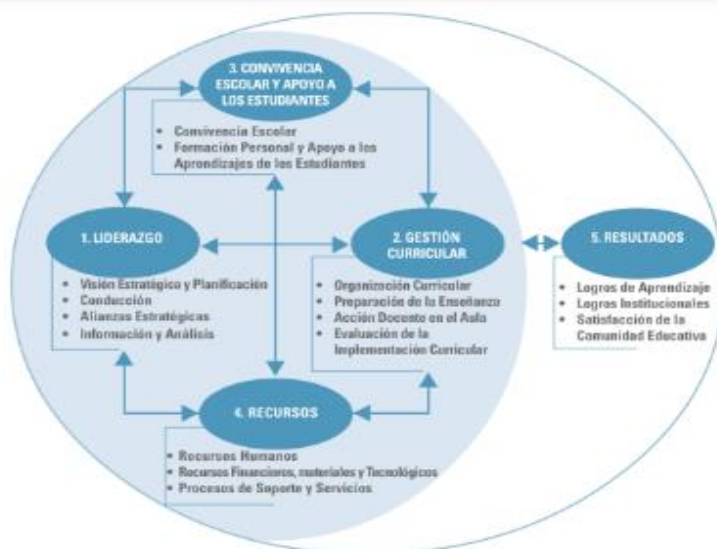 3. CONVIVENCIA
ESCOLAR Y APOYO A
LOS ESTUDIANTES
• Convivencia Escolar
• Formación Personal y Apoyo a los
Aprendizajes de los Estudiantes
1. LIDERAZGO
• Visión Estratégico y Planificación
• Conducción
• Alianzas Estratégicas
• Información y Análisis
2. GESTIÓN
CURRICULAR
• Organización Curricular
• Preparación de la Enseñanza
• Acción Docente en el Aula
• Evaluación de la
Implementación Curricular
5. RESULTADOS
• Logros de Aprendizaje
• Logros Institucionales
• Satisfacción de la
Comunidad Educativa
4. RECURSOS
• Recursos Humanos
• Recursos Financieros, materiales y Tecnológicos
• Procesos de Soporte y Servicios